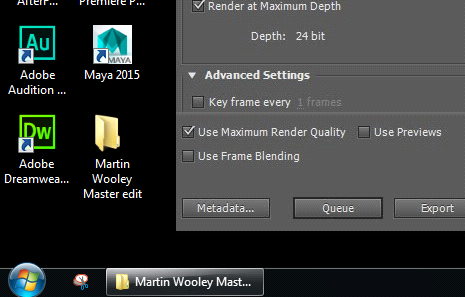 AfterF...
Premiere P...
Au
Adobe
Audition ...
MAYA
Maya 2015
Dw
Adobe
Dreamwea...
Martin
Wooley
Master edit
Render at Maximum Depth
Depth: 24 bit
Advanced Settings
Key frame every 1 frames
Use Maximum Render Quality Use Previews
Use Frame Blending
Metadata... Queue Export
Martin Wooley Mast...